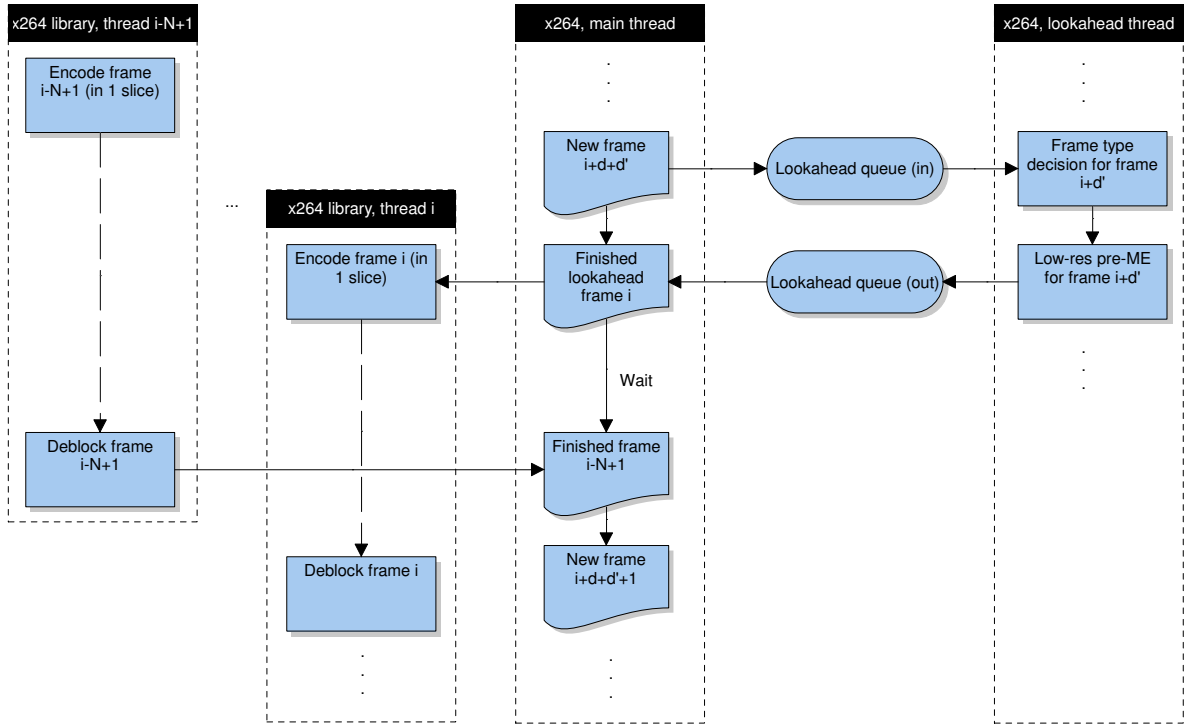 x264 library, thread i-N+1
Encode frame
i-N+1 (in 1 slice)
Deblock frame
i-N+1
...
x264 library, thread i
Encode frame i (in
1 slice)
Deblock frame i
.
.
.
x264, main thread
.
.
.
New frame
i+d+d'
Finished
lookahead
frame i
Wait
Finished frame
i-N+1
New frame
i+d+d'+1
.
.
.
Lookahead queue (in)
Lookahead queue (out)
x264, lookahead thread
.
.
.
Frame type
decision for frame
i+d'
Low-res pre-ME
for frame i+d'
.
.
.